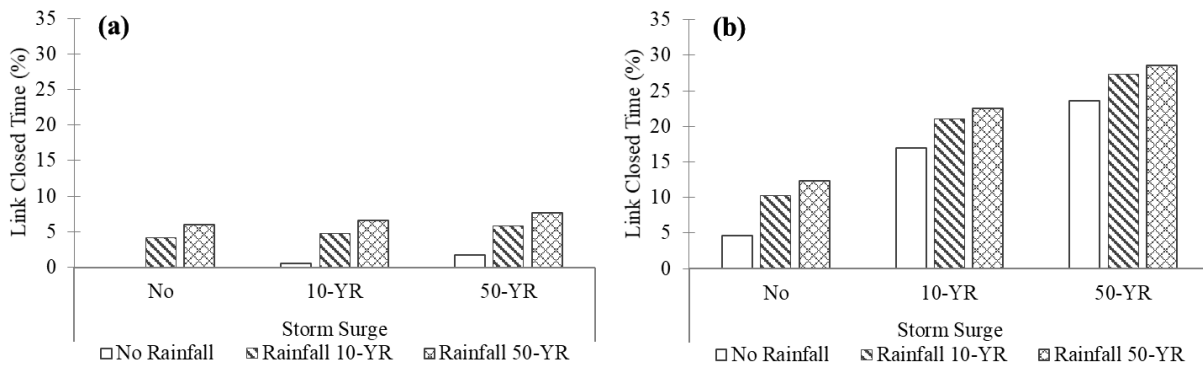 (a)
Link Closed Time (%)
35
30
25
20
15
10
5
0
No
10-YR
50-YR
Storm Surge
No Rainfall
Rainfall 10-YR
Rainfall 50-YR
(b)
Link Closed Time (%)
35
30
25
20
15
10
5
0
No
10-YR
50-YR
Storm Surge
No Rainfall
Rainfall 10-YR
Rainfall 50-YR